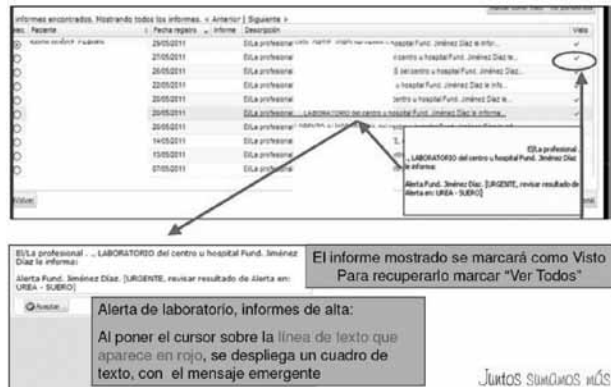 informes encontrados. Mostrando todos los informes. « Anterior | Siguiente »
Paciente Fecha registro Informe Descripción Visto
29/05/2011 El/La profesional hospital Fund. Jiménez Díaz le infor...
27/05/2011 El/La profesional centro u hospital Fund. Jiménez Díaz le...
26/05/2011 El/La profesional del centro u hospital Fund. Jiménez Díaz le...
22/05/2011 El/La profesional hospital Fund. Jiménez Díaz le info...
20/05/2011 El/La profesional centro u hospital Fund. Jiménez Díaz le...
20/05/2011 El/La profesional ... LABORATORIO del centro u hospital Fund. Jiménez Díaz le informa...
20/05/2011 El/La profesional
14/05/2011 El/La profesional
13/05/2011 El/La profesional
07/05/2011 El/La profesional
El/La profesional .
., LABORATORIO del centro u hospital Fund. Jiménez Díaz
le informa:
Alerta Fund. Jiménez Díaz. [URGENTE, revisar resultado de
Alerta en: UREA - SUERO]
Volver
El/La profesional . ., LABORATORIO del centro u hospital Fund. Jiménez
Díaz le informa:
Alerta Fund. Jiménez Díaz. [URGENTE, revisar resultado de Alerta en:
UREA - SUERO]
Aceptar
El informe mostrado se marcará como Visto
Para recuperarlo marcar "Ver Todos"
Alerta de laboratorio, informes de alta:
Al poner el cursor sobre la línea de texto que
aparece en rojo, se despliega un cuadro de
texto, con el mensaje emergente
Juntos sumamos más